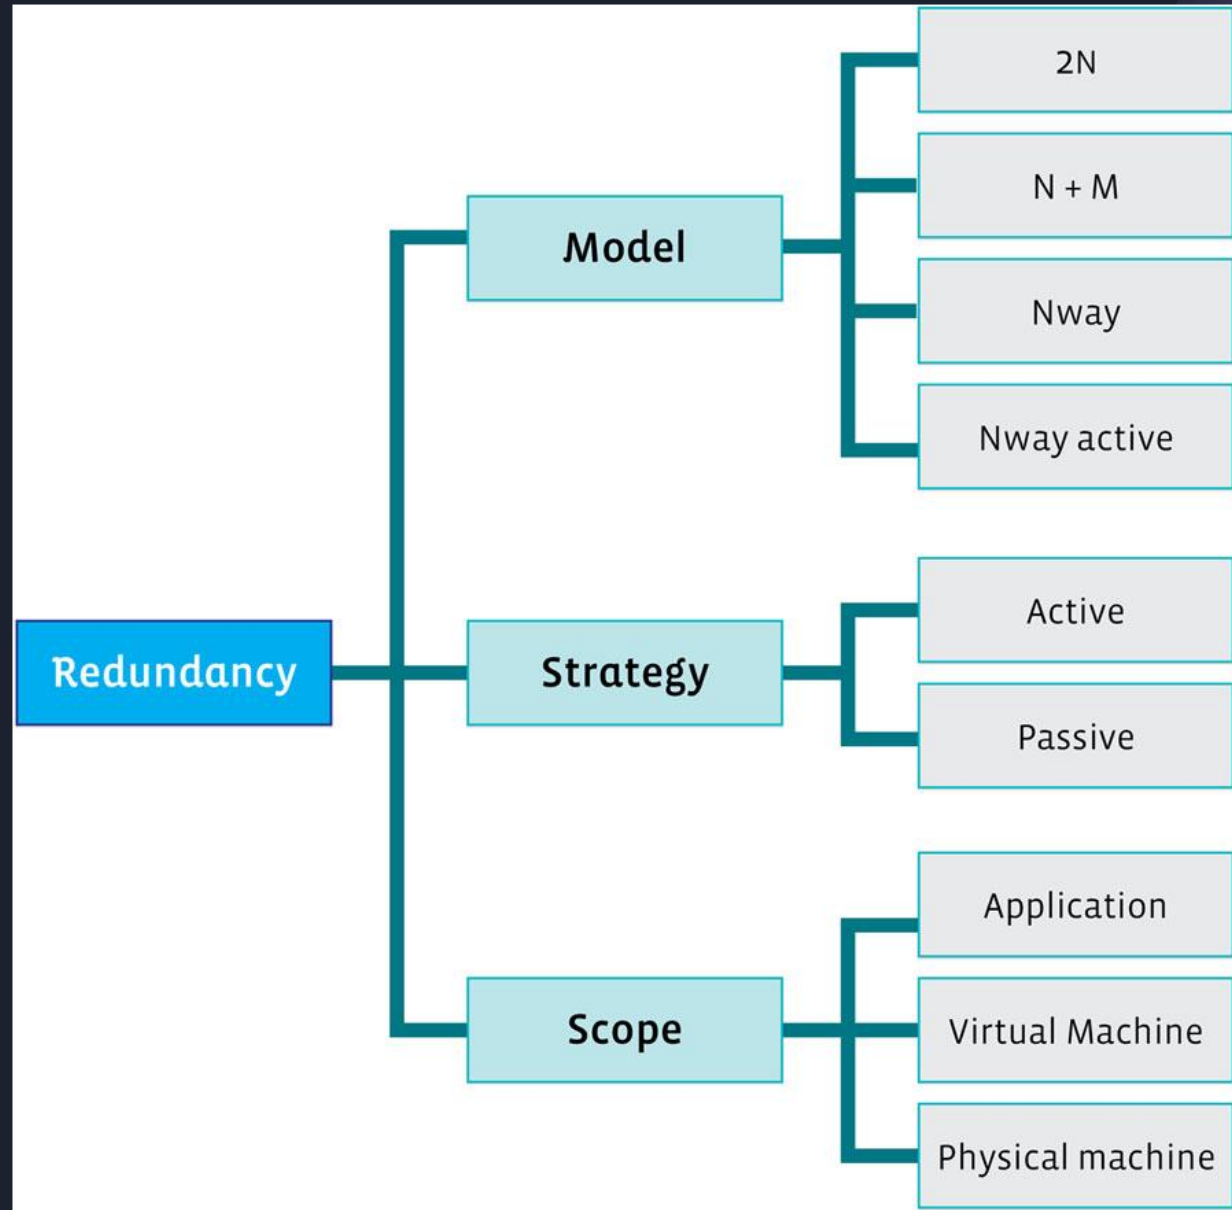 Redundancy
Model
2N
N + M
Nway
Nway active
Strategy
Active
Passive
Scope
Application
Virtual Machine
Physical machine